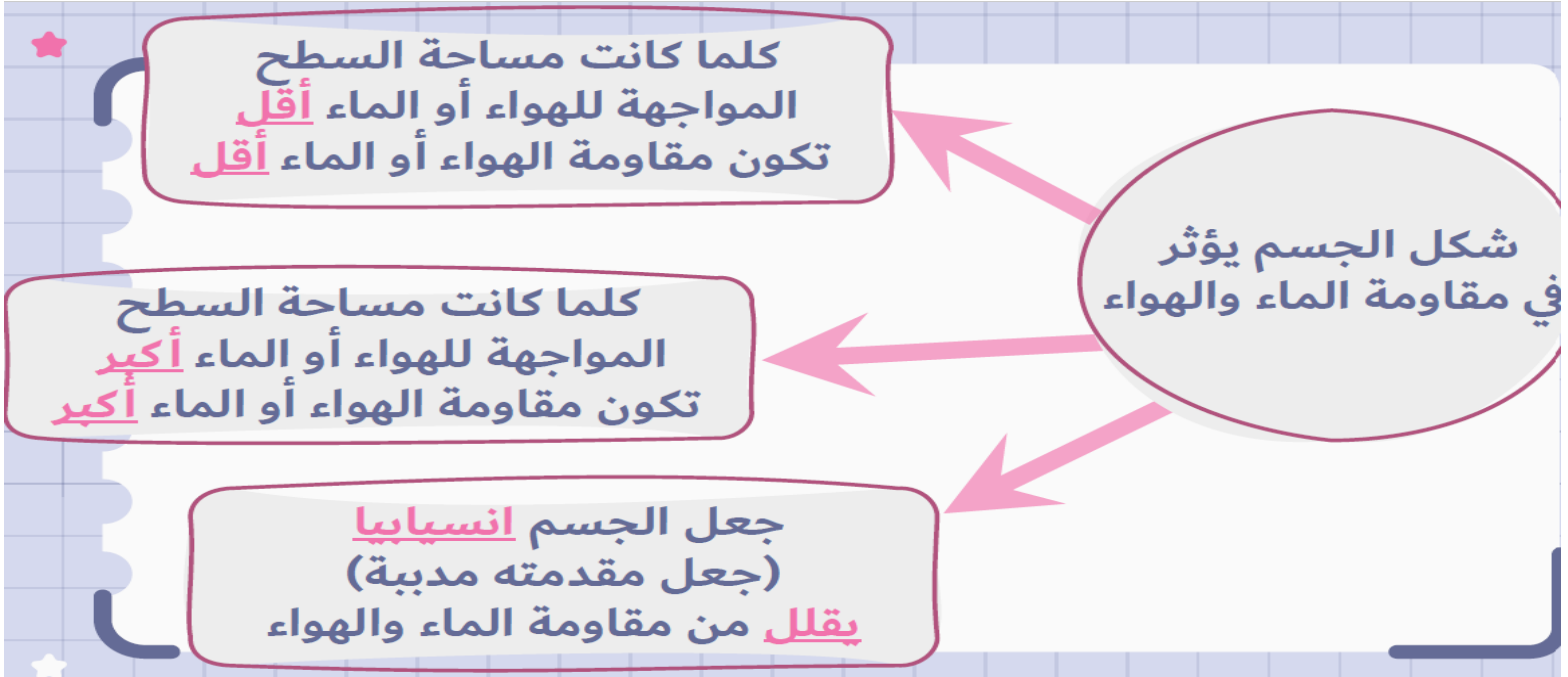 شكل الجسم يؤثر
في مقاومة الماء والهواء
كلما كانت مساحة السطح
المواجهة للهواء أو الماء أقل
تكون مقاومة الهواء أو الماء أقل
كلما كانت مساحة السطح
المواجهة للهواء أو الماء أكبر
تكون مقاومة الهواء أو الماء أكبر
جعل الجسم انسيابيا
(جعل مقدمته مدببة)
يقلل من مقاومة الماء والهواء